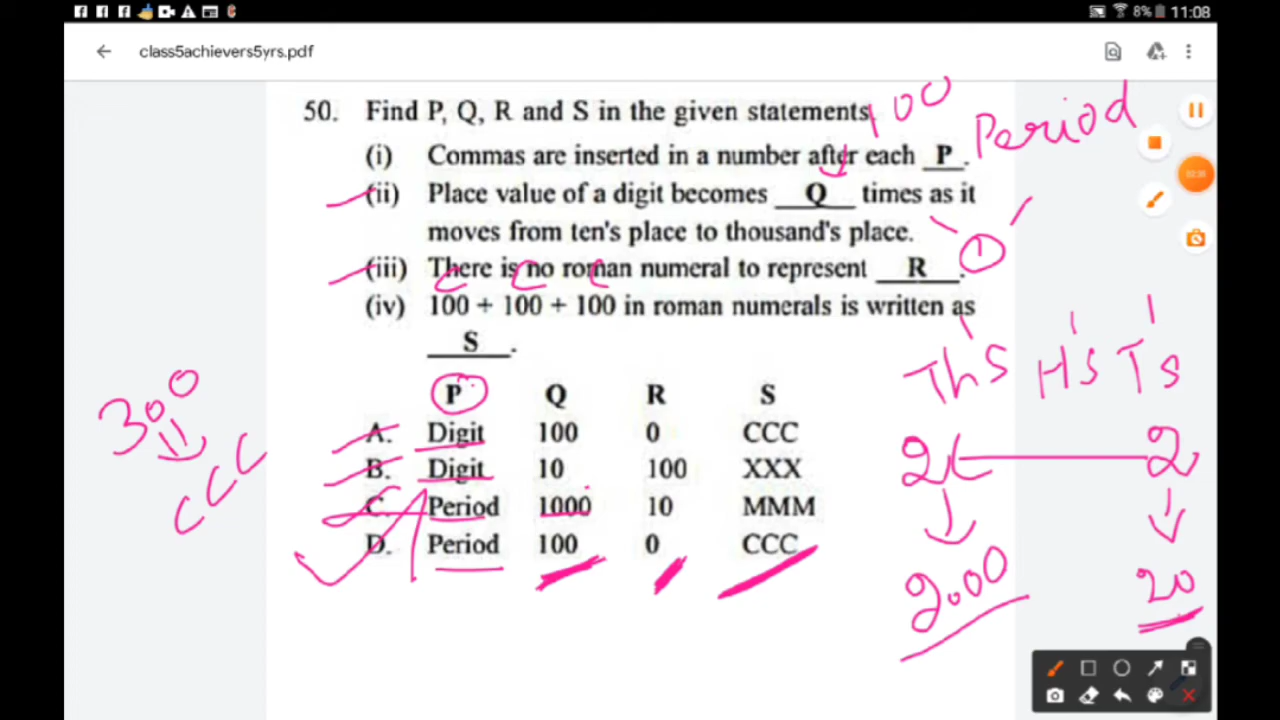 8% 11:08
class5achievers5yrs.pdf
100
Period
50. Find P, Q, R and S in the given statements.
(i) Commas are inserted in a number after each P.
(ii) Place value of a digit becomes Q times as it
moves from ten's place to thousand's place.
(iii) There is no roman numeral to represent R.
(iv) 100 + 100 + 100 in roman numerals is written as
S.
C C C
Th's H's T's
300
CCC
P Q R S
A. Digit 100 0 CCC
B. Digit 10 100 XXX
C. Period 1000 10 MMM
D. Period 100 0 CCC
2 2
2000 20